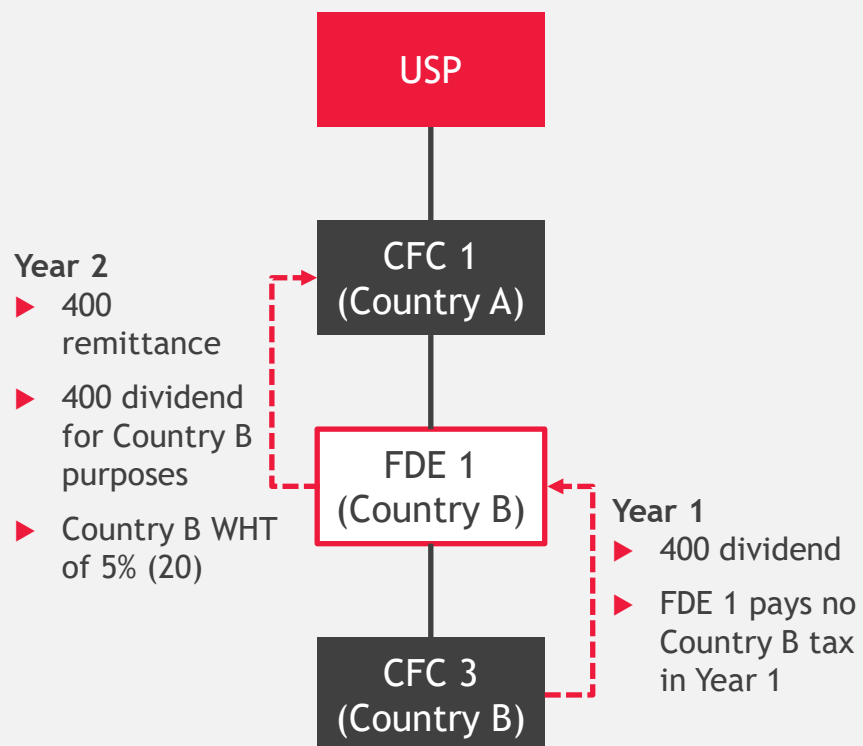 USP
CFC 1
(Country A)
Year 2
▶ 400
remittance
▶ 400 dividend
for Country B
purposes
▶ Country B WHT
of 5% (20)
FDE 1
(Country B)
Year 1
▶ 400 dividend
▶ FDE 1 pays no
Country B tax
in Year 1
CFC 3
(Country B)